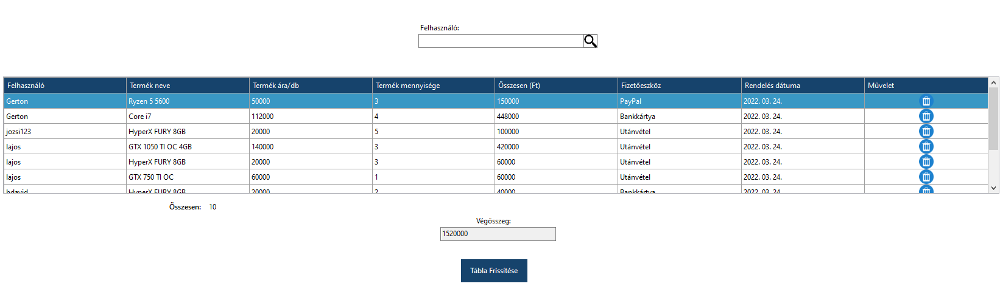 Felhasználó:
Felhasználó Termék neve Termék ára/db Termék mennyisége Összesen (Ft) Fizetőeszköz Rendelés dátuma Művelet
Gerton Ryzen 5 5600 50000 3 150000 PayPal 2022. 03. 24.
Gerton Core i7 112000 4 448000 Bankkártya 2022. 03. 24.
jozsi123 HyperX FURY 8GB 20000 5 100000 Utánvétel 2022. 03. 24.
lajos GTX 1050 TI OC 4GB 140000 3 420000 Utánvétel 2022. 03. 24.
lajos HyperX FURY 8GB 20000 3 60000 Utánvétel 2022. 03. 24.
lajos GTX 750 TI OC 60000 1 60000 Utánvétel 2022. 03. 24.
hdavid HyperX FURY 8GB 20000 2 40000 Bankkártya 2022. 03. 24.
Összesen: 10
Végösszeg:
1520000
Tábla Frissítése